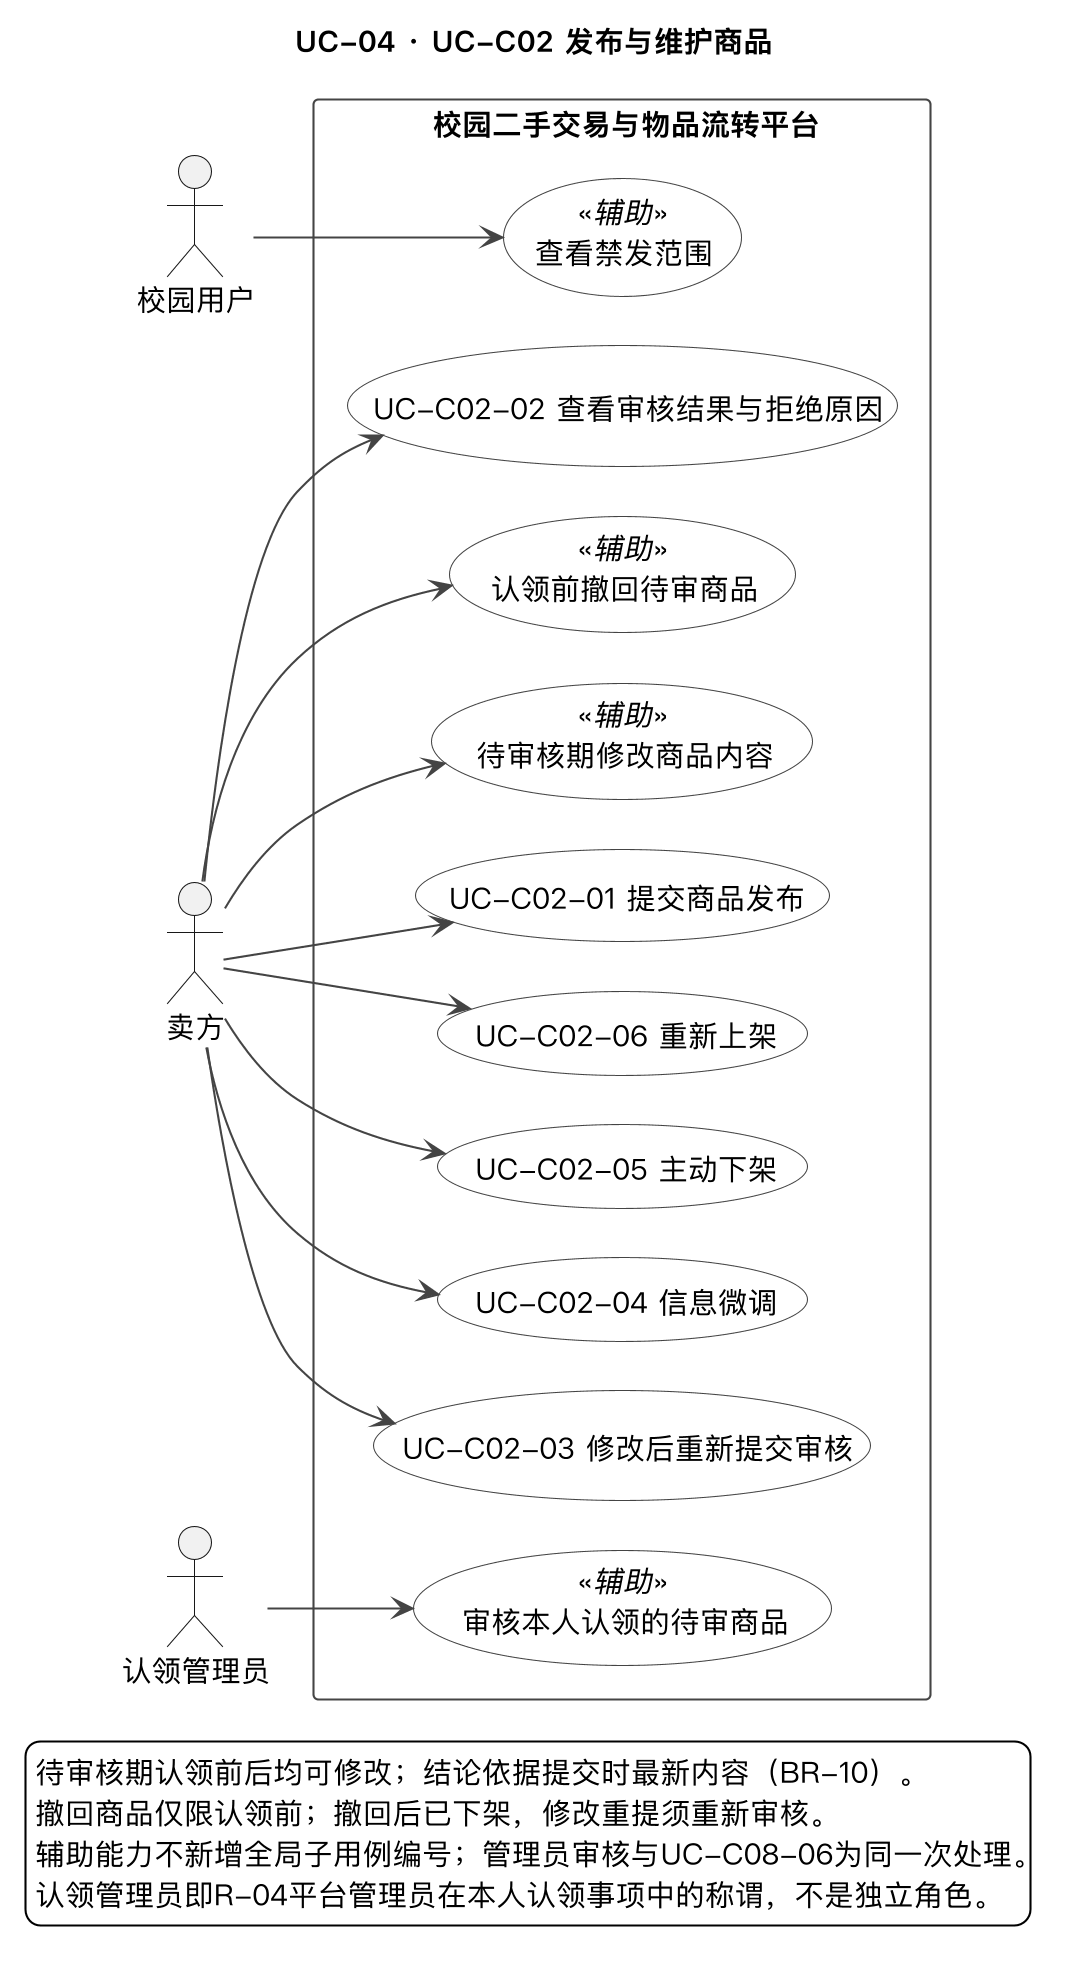 UC-04 · UC-C02 发布与维护商品
校园二手交易与物品流转平台
«辅助»
查看禁发范围
校园用户
UC-C02-02 查看审核结果与拒绝原因
«辅助»
认领前撤回待审商品
«辅助»
待审核期修改商品内容
UC-C02-01 提交商品发布
卖方
UC-C02-06 重新上架
UC-C02-05 主动下架
UC-C02-04 信息微调
UC-C02-03 修改后重新提交审核
«辅助»
审核本人认领的待审商品
认领管理员
待审核期认领前后均可修改；结论依据提交时最新内容（BR-10）。
撤回商品仅限认领前；撤回后已下架，修改重提须重新审核。
辅助能力不新增全局子用例编号；管理员审核与UC-C08-06为同一次处理。
认领管理员即R-04平台管理员在本人认领事项中的称谓，不是独立角色。